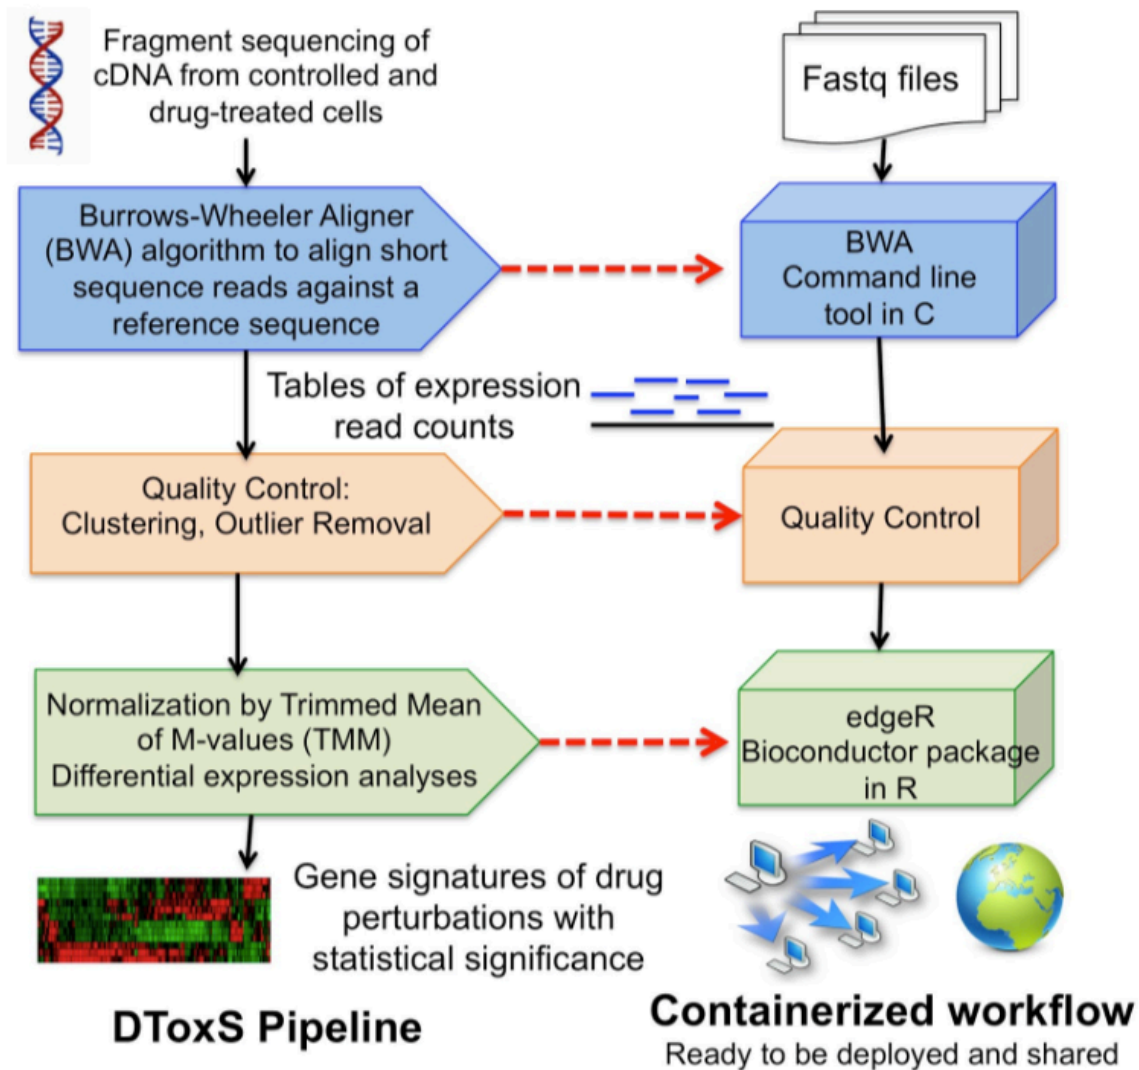 Fragment sequencing of
cDNA from controlled and
drug-treated cells
Fastq files
Burrows-Wheeler Aligner
(BWA) algorithm to align short
sequence reads against a
reference sequence
BWA
Command line
tool in C
Tables of expression
read counts
Quality Control:
Clustering, Outlier Removal
Quality Control
Normalization by Trimmed Mean
of M-values (TMM)
Differential expression analyses
edgeR
Bioconductor package
in R
Gene signatures of drug
perturbations with
statistical significance
DToxS Pipeline
Containerized workflow
Ready to be deployed and shared